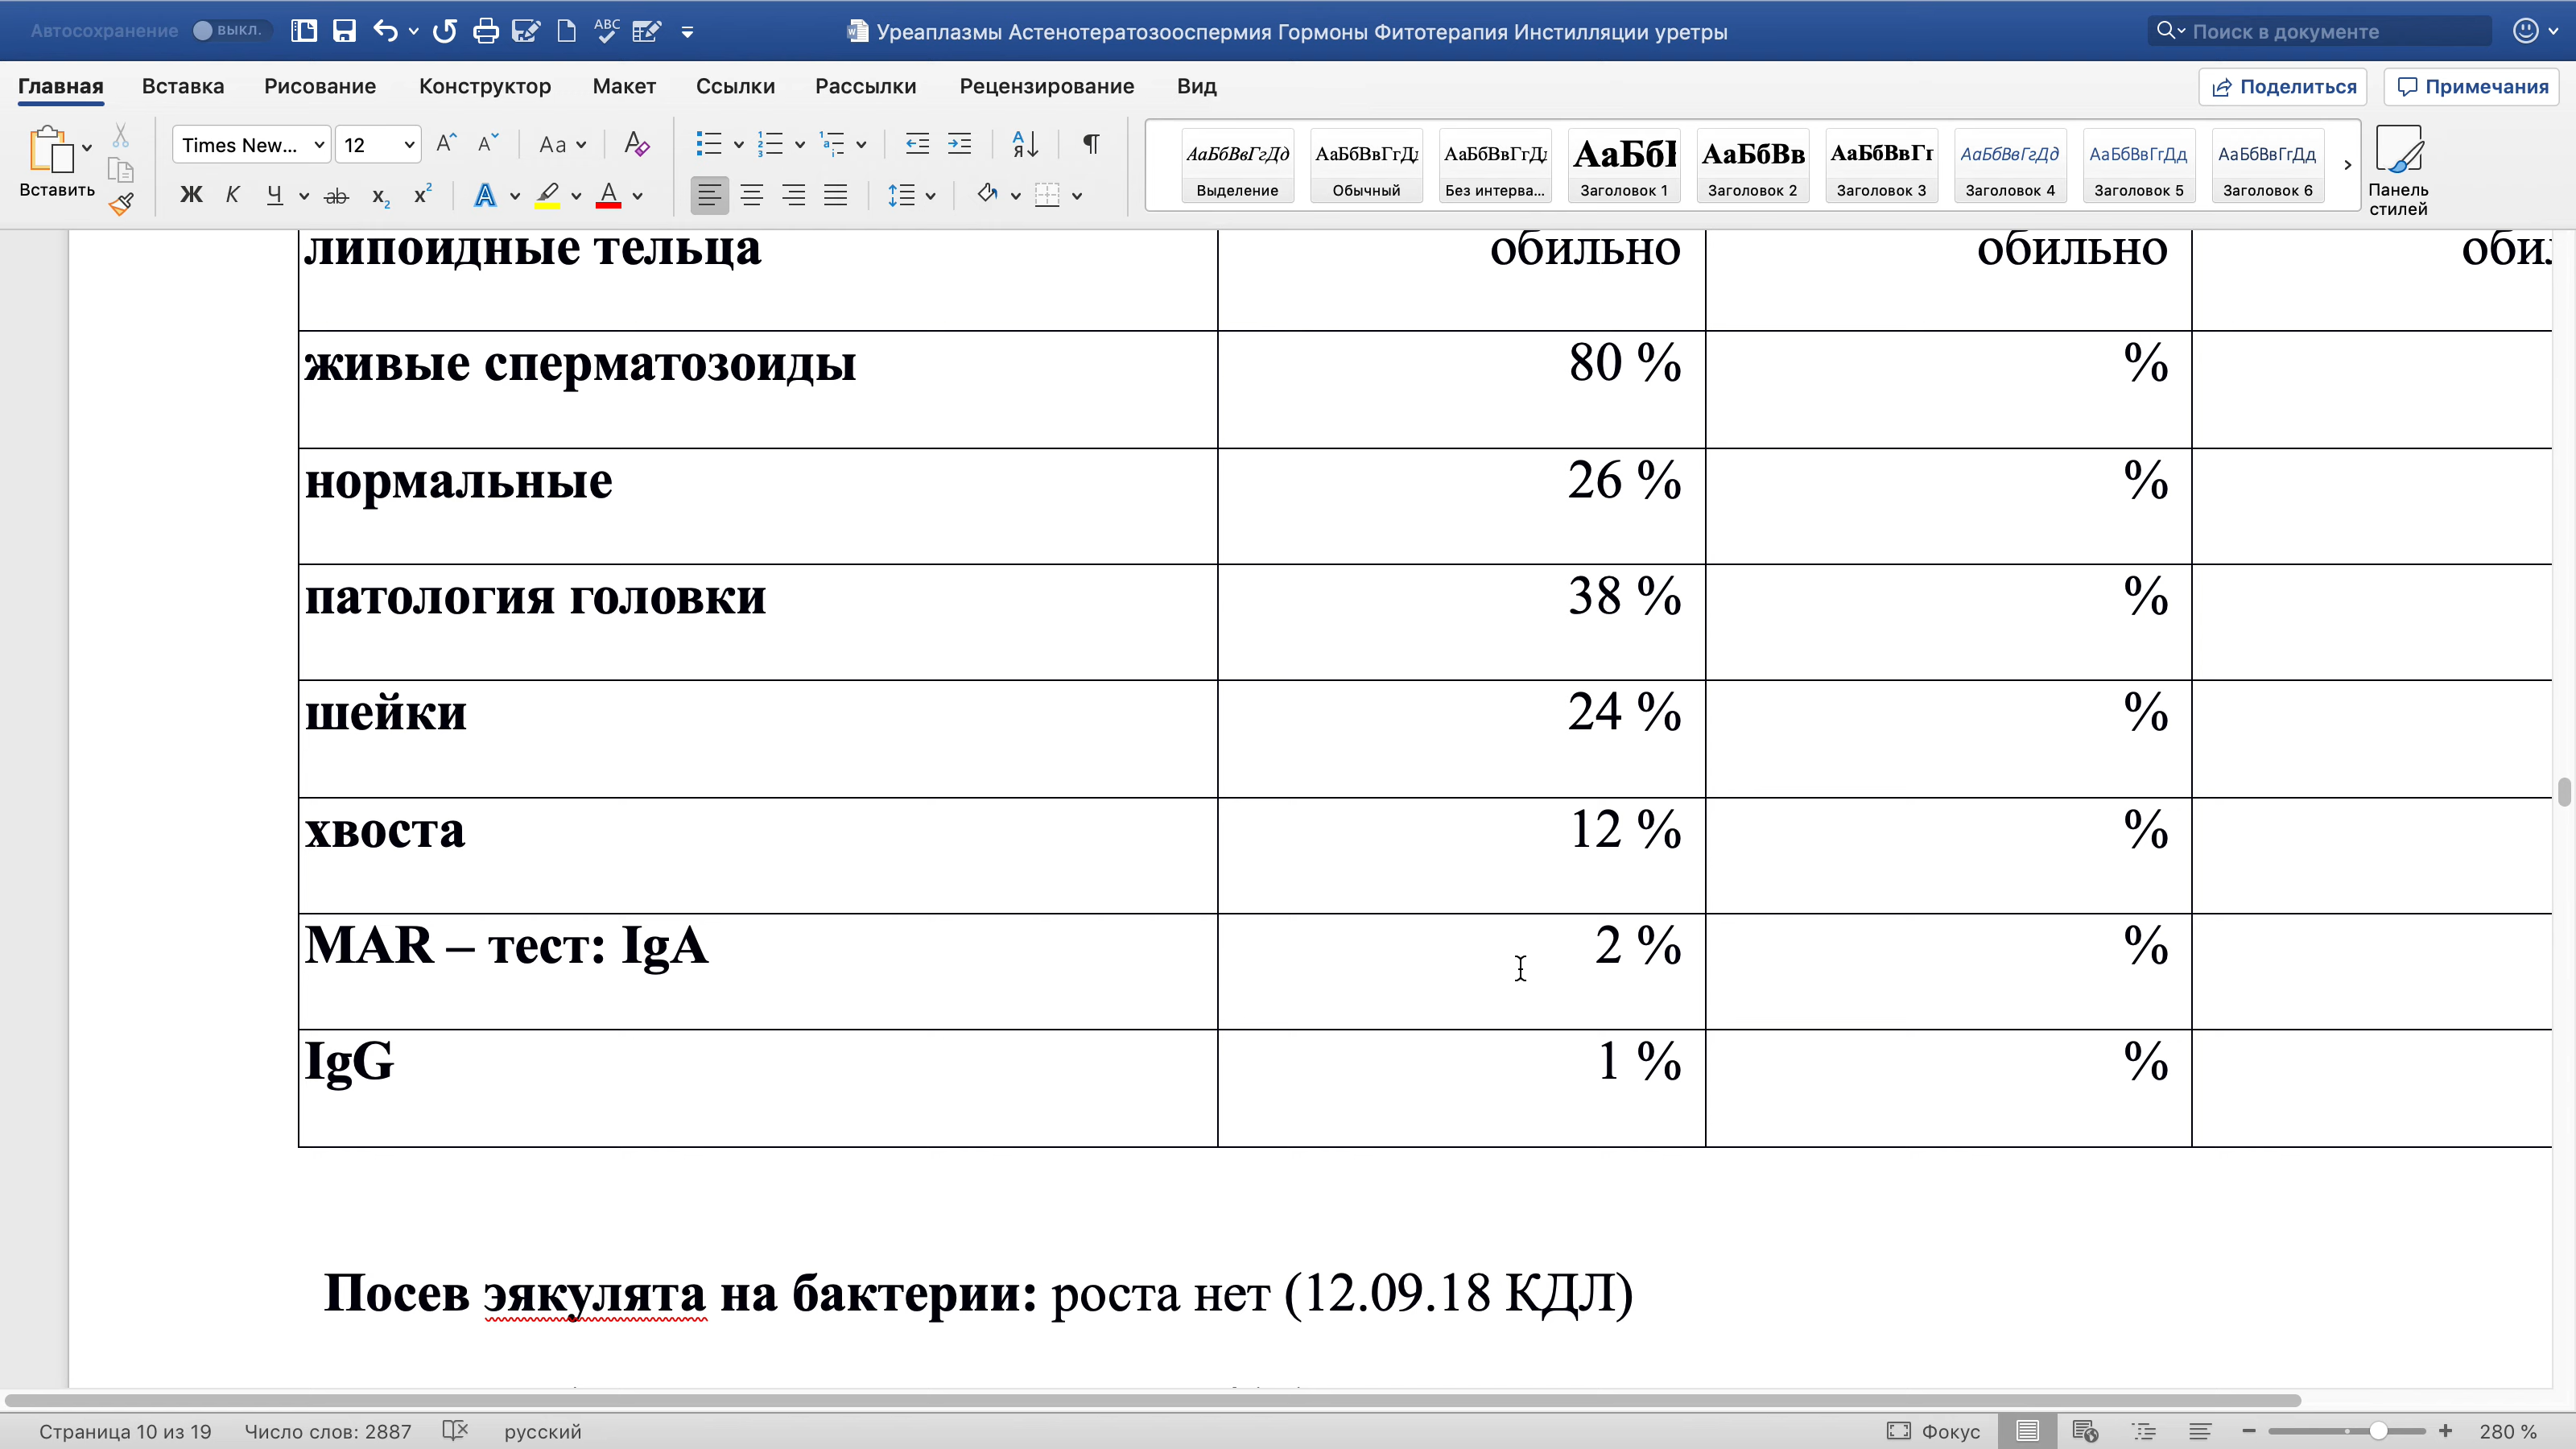 Автосохранение ВЫКЛ. ABC Уреаплазмы Астенотератозооспермия Гормоны Фитотерапия Инстилляции уретры Поиск в документе
Главная Вставка Рисование Конструктор Макет Ссылки Рассылки Рецензирование Вид Поделиться Примечания
Вставить
Times New... 12
АаБбВвГгДд АаБбВвГгДд АаБбВвГгДд АаБбВ АаБбВв АаБбВвГг АаБбВвГгДд АаБбВвГгДд АаБбВвГгДд
Выделение Обычный Без интерва... Заголовок 1 Заголовок 2 Заголовок 3 Заголовок 4 Заголовок 5 Заголовок 6
Панель
стилей
липоидные тельца обильно обильно
живые сперматозоиды 80 % %
нормальные 26 % %
патология головки 38 % %
шейки 24 % %
хвоста 12 % %
MAR – тест: IgA 2 % %
IgG 1 % %
Посев эякулята на бактерии: роста нет (12.09.18 КДЛ)
Страница 10 из 19 Число слов: 2887 русский Фокус 280 %